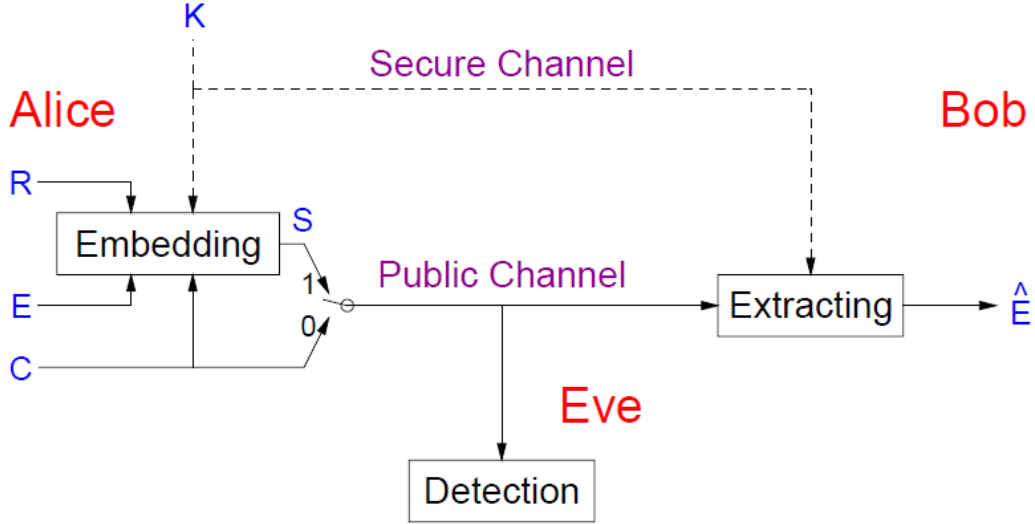 K
Secure Channel
Alice
Bob
R
Embedding
S
E
1
Public Channel
0
Extracting
Ê
C
Eve
Detection